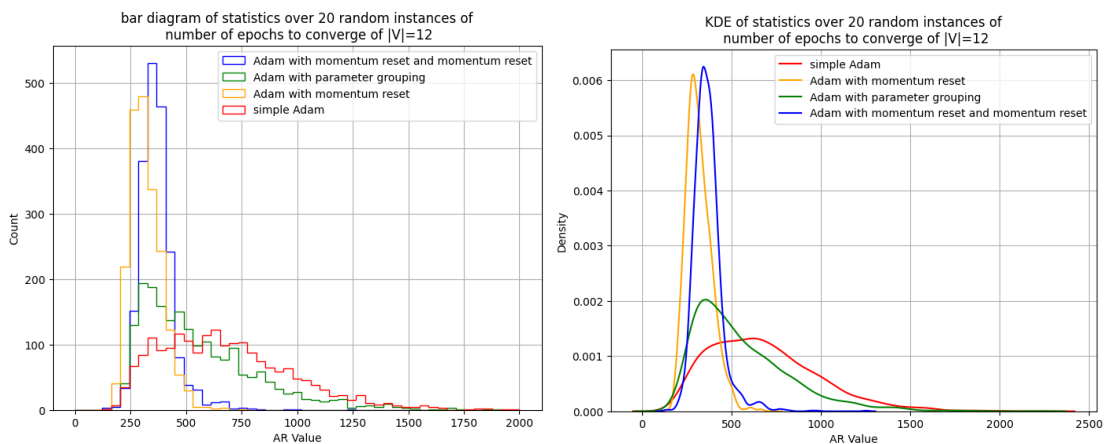 bar diagram of statistics over 20 random instances of
number of epochs to converge of |V|=12
Adam with momentum reset and momentum reset
Adam with parameter grouping
Adam with momentum reset
simple Adam
500
400
300
200
100
0
Count
0
250
500
750
1000
1250
1500
1750
2000
AR Value
KDE of statistics over 20 random instances of
number of epochs to converge of |V|=12
simple Adam
Adam with momentum reset
Adam with parameter grouping
Adam with momentum reset and momentum reset
0.006
0.005
0.004
0.003
0.002
0.001
0.000
Density
0
500
1000
1500
2000
2500
AR Value